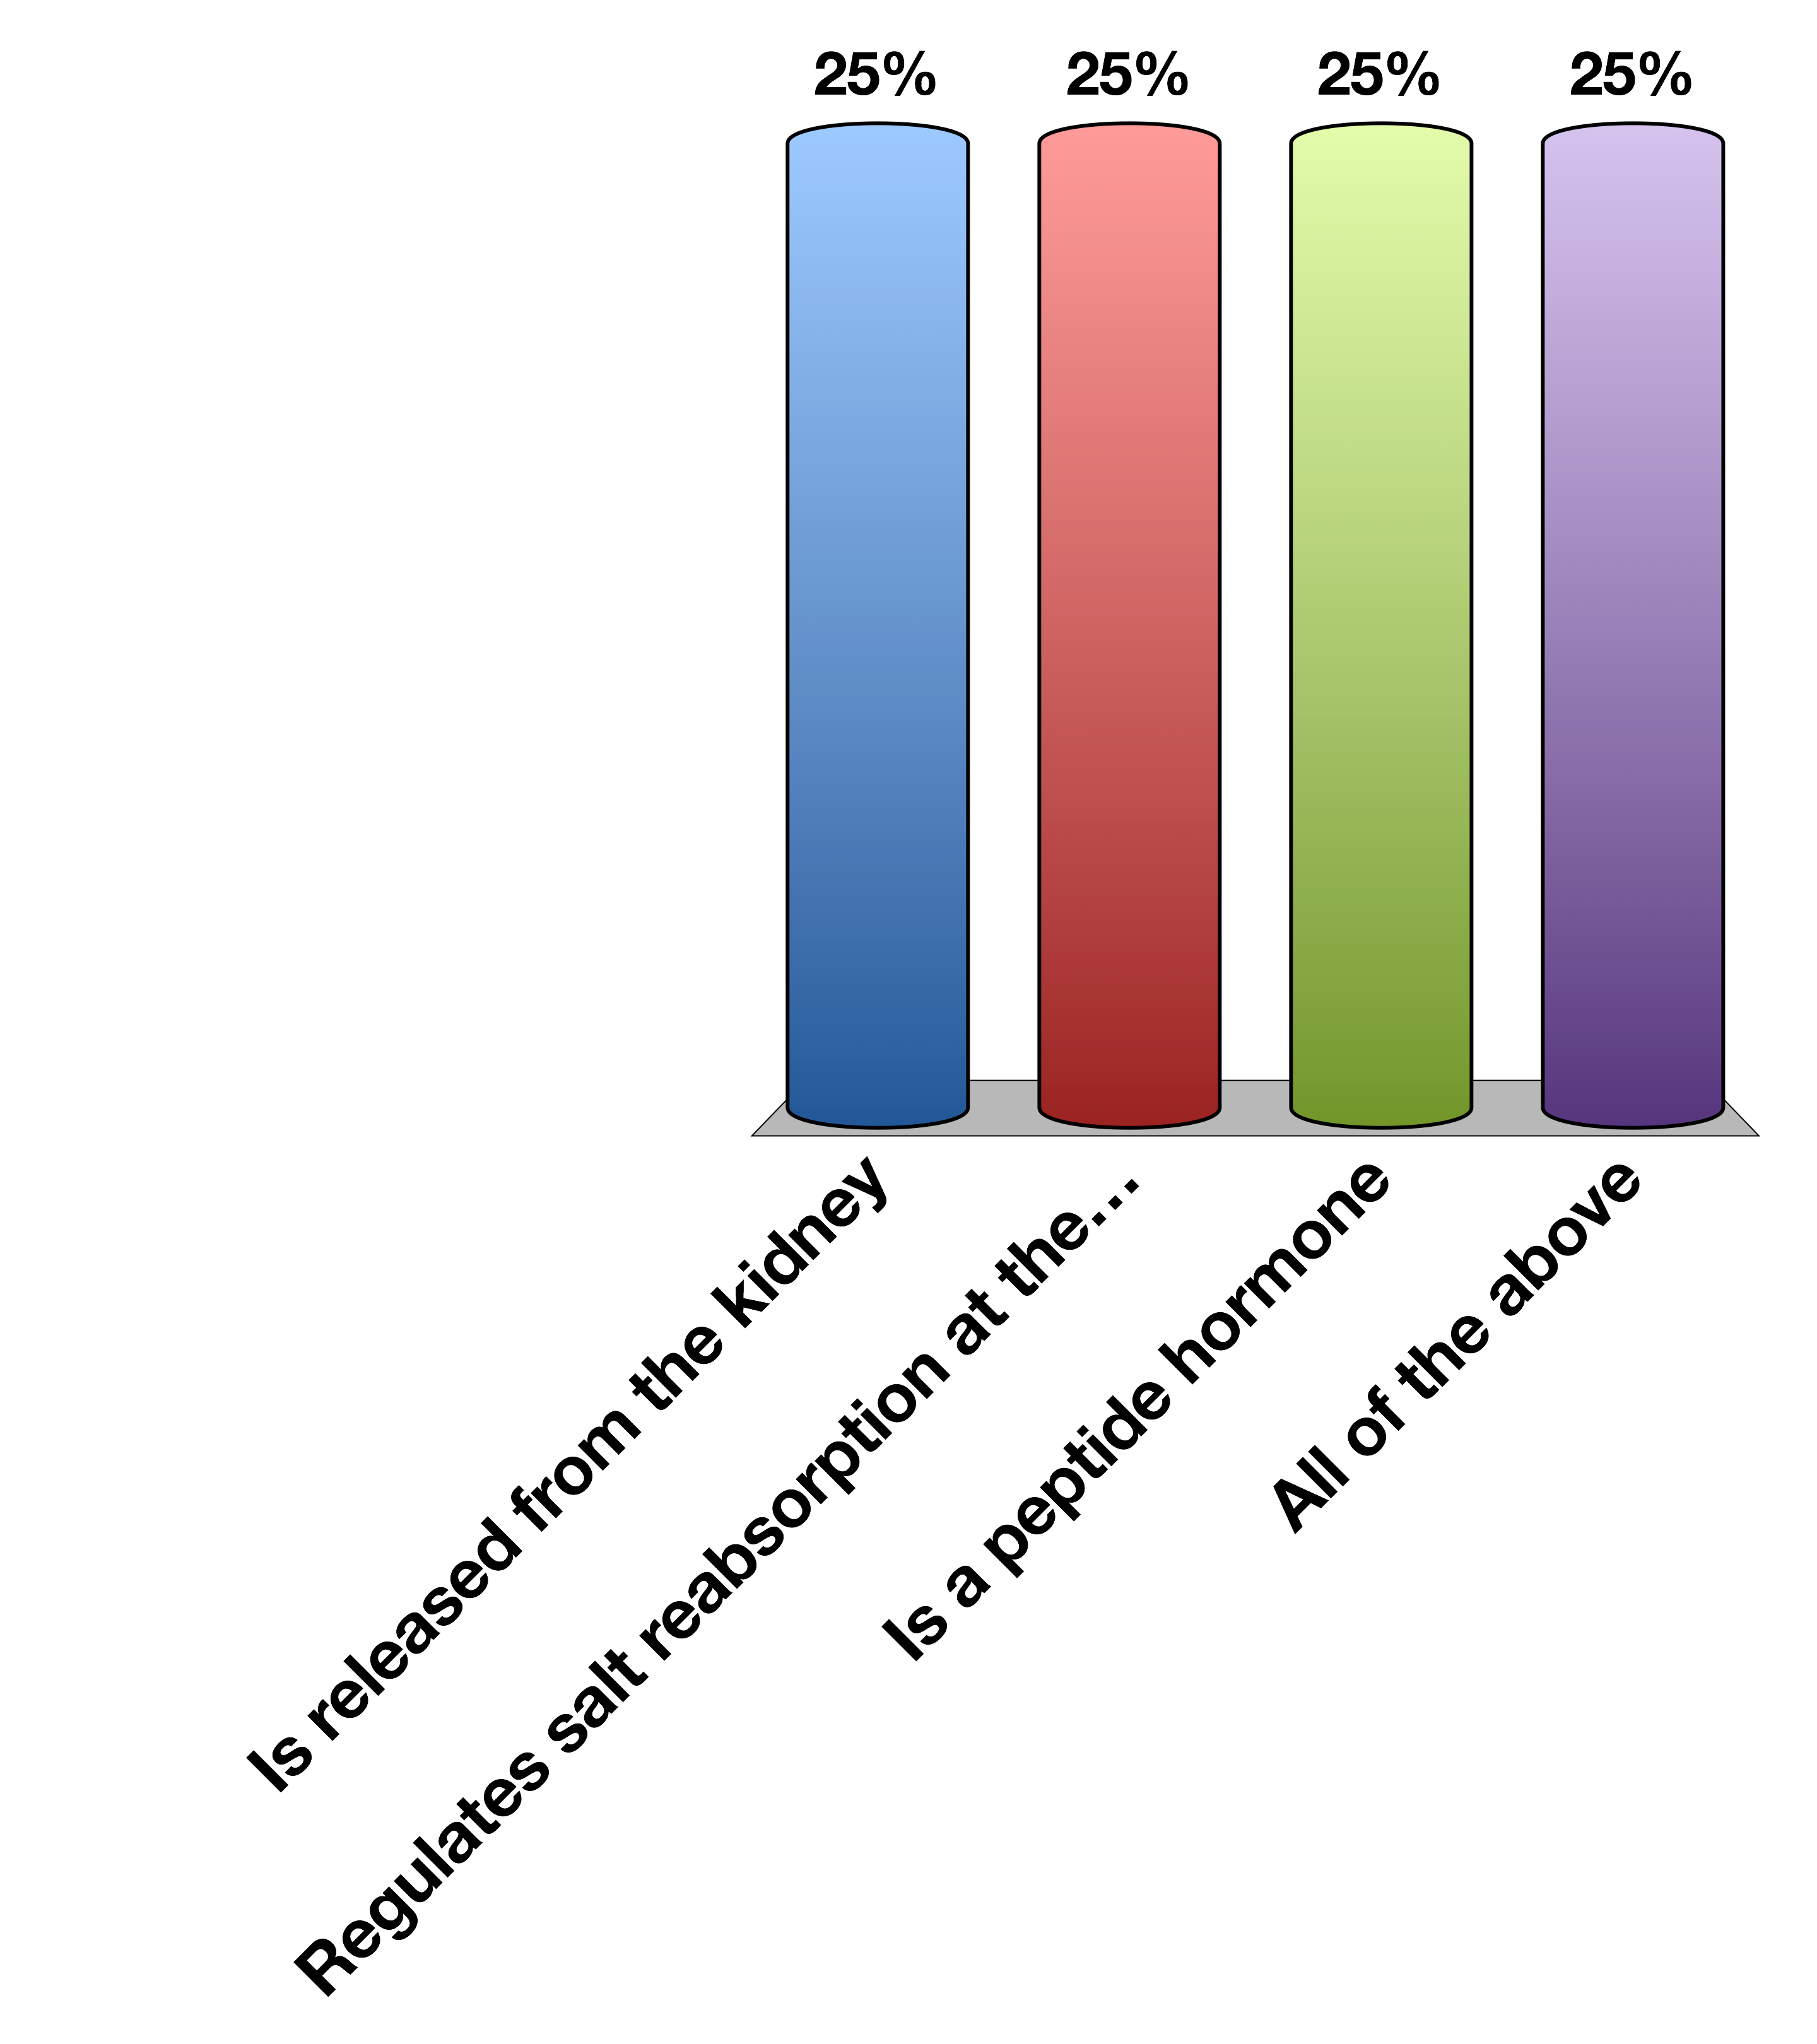 25% 25% 25% 25%
Is released from the kidney
Regulates salt reabsorption at the...
Is a peptide hormone
All of the above